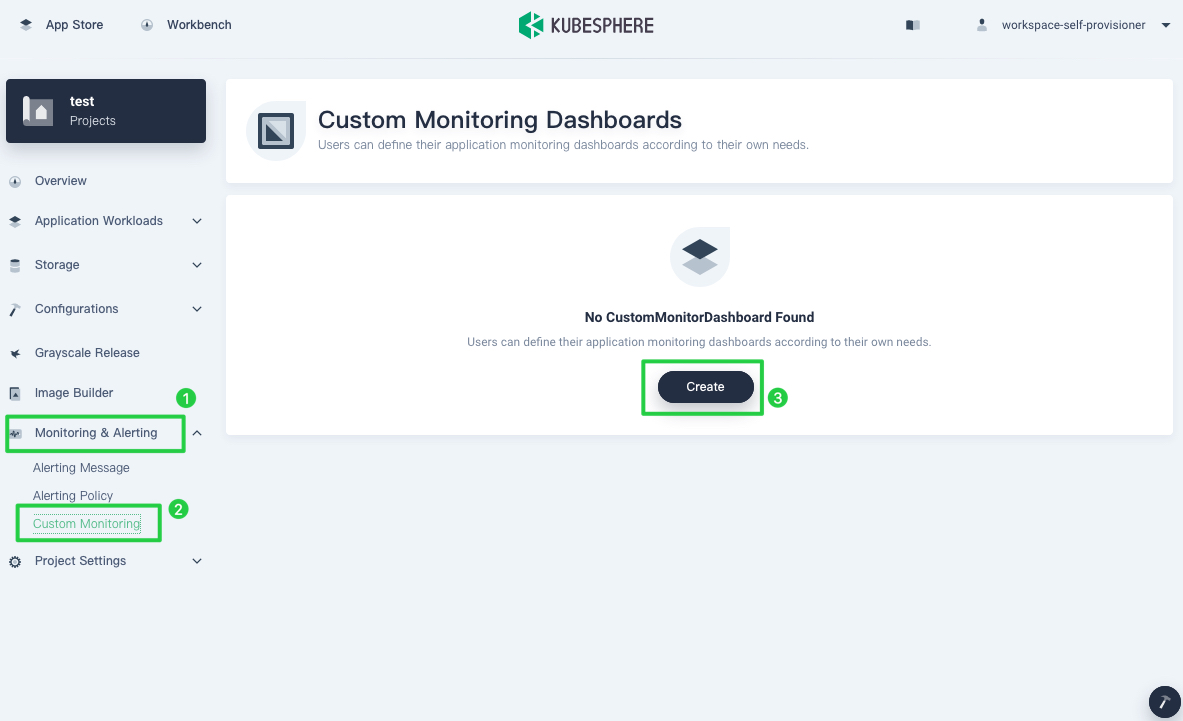 App Store
Workbench
KUBESPHERE
workspace-self-provisioner
test
Projects
Overview
Application Workloads
Storage
Configurations
Grayscale Release
Image Builder
1
Monitoring & Alerting
Alerting Message
Alerting Policy
2
Custom Monitoring
Project Settings
Custom Monitoring Dashboards
Users can define their application monitoring dashboards according to their own needs.
No CustomMonitorDashboard Found
Users can define their application monitoring dashboards according to their own needs.
Create
3